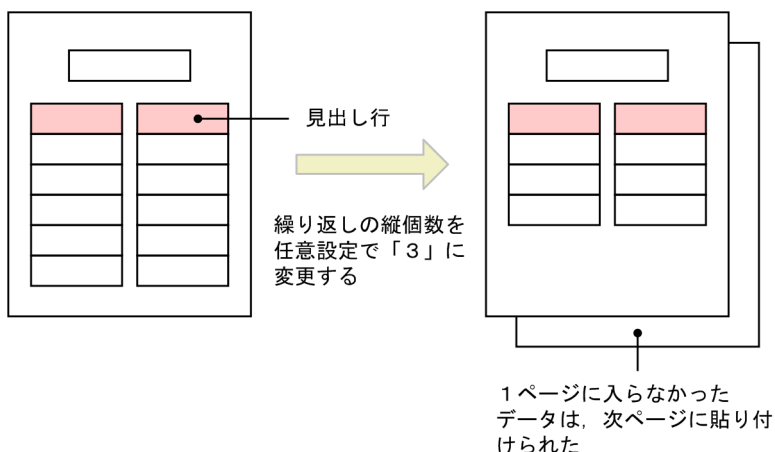 見出し行
繰り返しの縦個数を
任意設定で「３」に
変更する
１ページに入らなかった
データは，次ページに貼り付
けられた